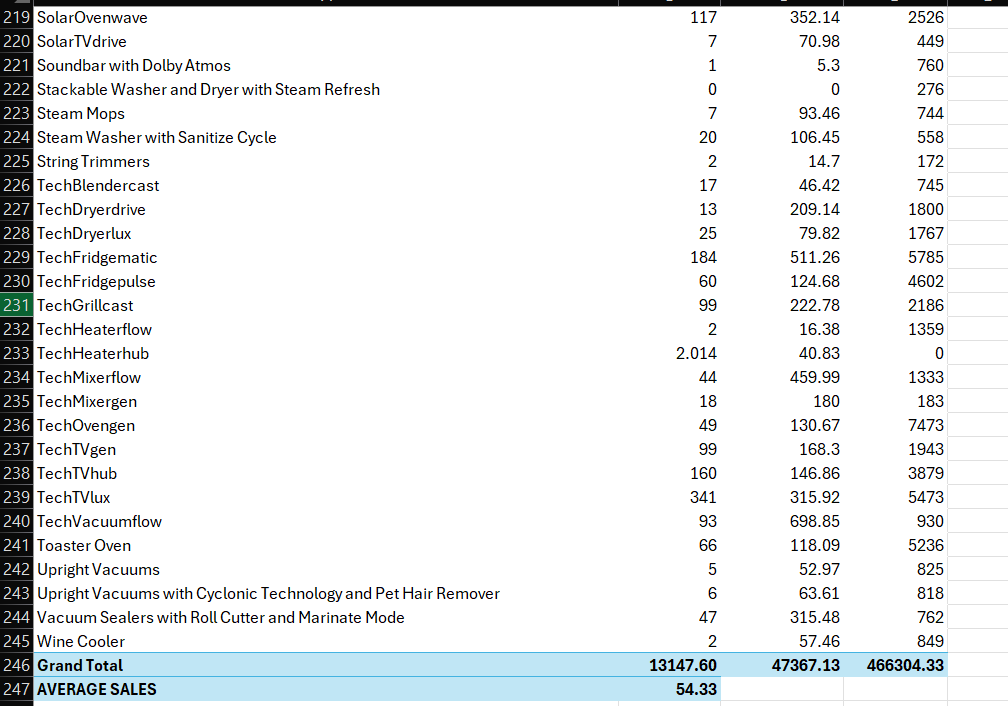 219 SolarOvenwave 117 352.14 2526
220 SolarTVdrive 7 70.98 449
221 Soundbar with Dolby Atmos 1 5.3 760
222 Stackable Washer and Dryer with Steam Refresh 0 0 276
223 Steam Mops 7 93.46 744
224 Steam Washer with Sanitize Cycle 20 106.45 558
225 String Trimmers 2 14.7 172
226 TechBlendercast 17 46.42 745
227 TechDryerdrive 13 209.14 1800
228 TechDryerlux 25 79.82 1767
229 TechFridgematic 184 511.26 5785
230 TechFridgepulse 60 124.68 4602
231 TechGrillcast 99 222.78 2186
232 TechHeaterflow 2 16.38 1359
233 TechHeaterhub 2.014 40.83 0
234 TechMixerflow 44 459.99 1333
235 TechMixergen 18 180 183
236 TechOvengen 49 130.67 7473
237 TechTVgen 99 168.3 1943
238 TechTVhub 160 146.86 3879
239 TechTVlux 341 315.92 5473
240 TechVacuumflow 93 698.85 930
241 Toaster Oven 66 118.09 5236
242 Upright Vacuums 5 52.97 825
243 Upright Vacuums with Cyclonic Technology and Pet Hair Remover 6 63.61 818
244 Vacuum Sealers with Roll Cutter and Marinate Mode 47 315.48 762
245 Wine Cooler 2 57.46 849
246 Grand Total 13147.60 47367.13 466304.33
247 AVERAGE SALES 54.33